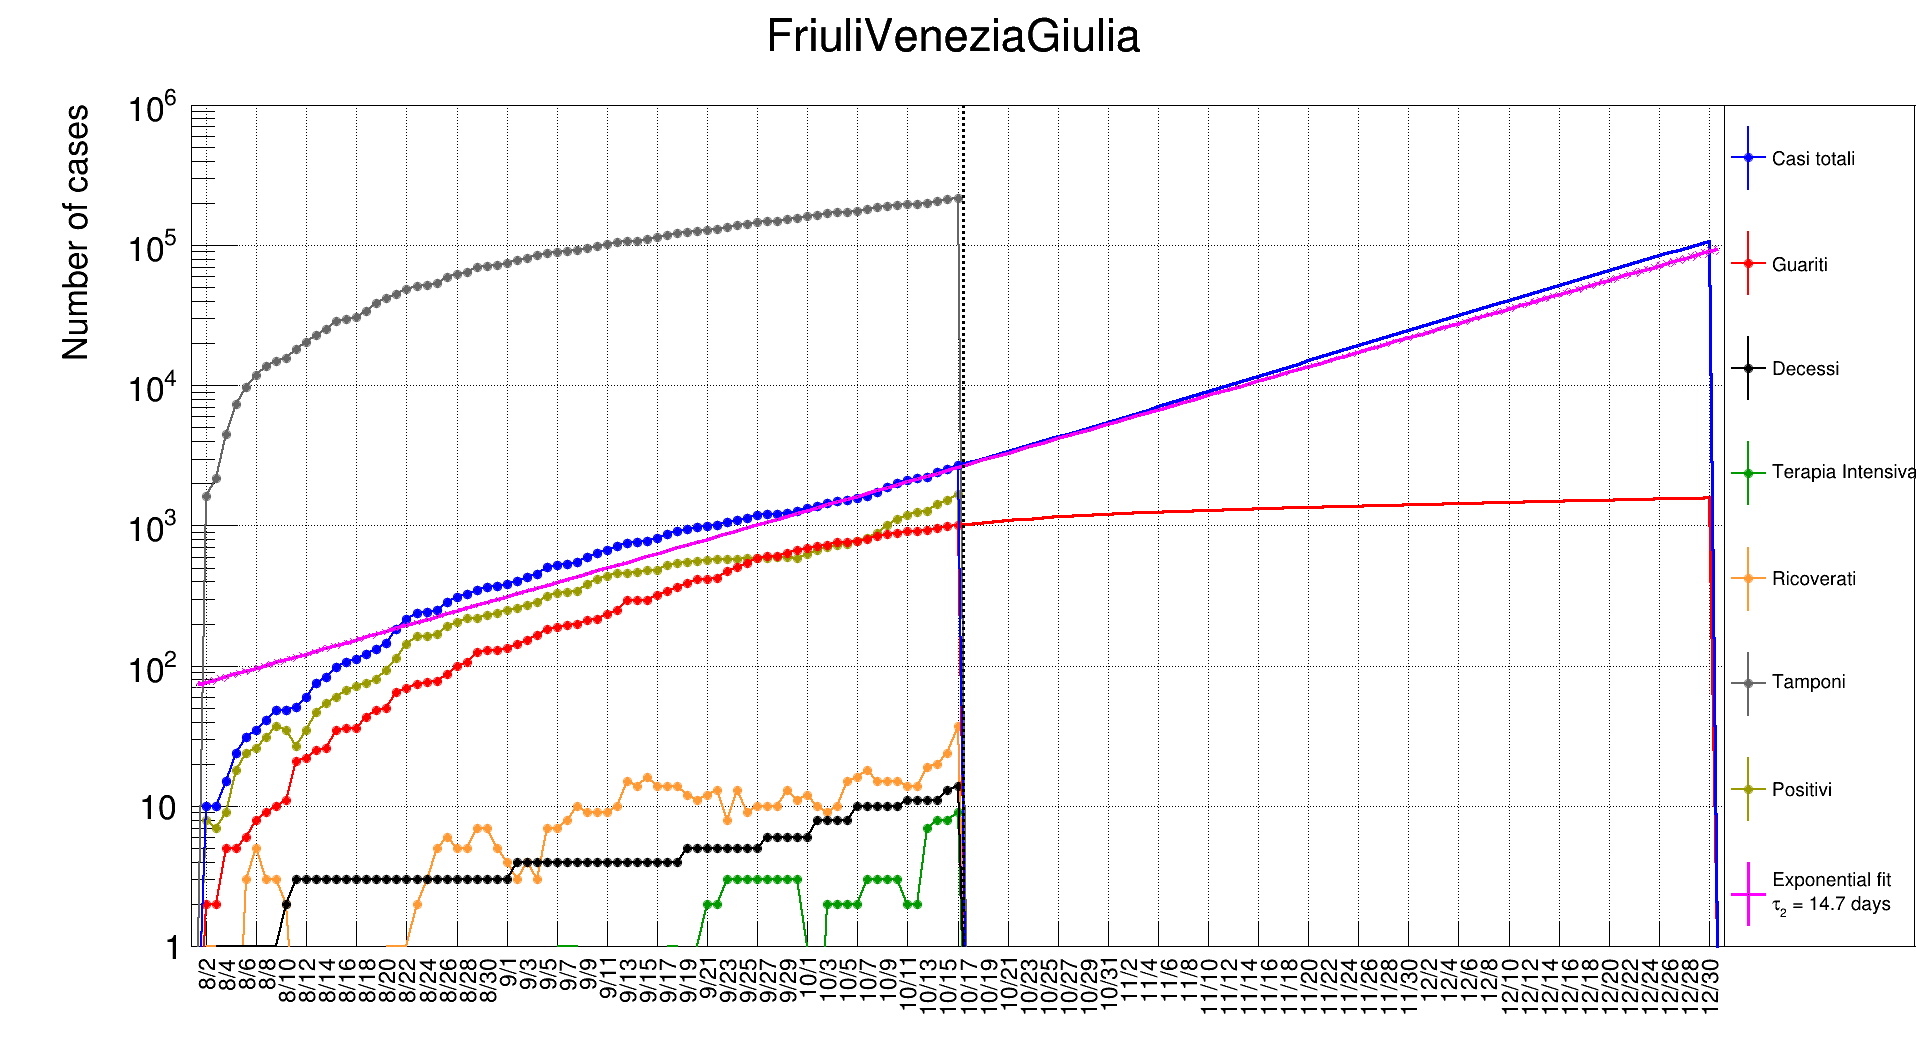 FriuliVeneziaGiulia
Number of cases
10^6
10^5
10^4
10^3
10^2
10
1
8/2 8/4 8/6 8/8 8/10 8/12 8/14 8/16 8/18 8/20 8/22 8/24 8/26 8/28 8/30 9/1 9/3 9/5 9/7 9/9 9/11 9/13 9/15 9/17 9/19 9/21 9/23 9/25 9/27 9/29 10/1 10/3 10/5 10/7 10/9 10/11 10/13 10/15 10/17 10/19 10/21 10/23 10/25 10/27 10/29 10/31 11/2 11/4 11/6 11/8 11/10 11/12 11/14 11/16 11/18 11/20 11/22 11/24 11/26 11/28 11/30 12/2 12/4 12/6 12/8 12/10 12/12 12/14 12/16 12/18 12/20 12/22 12/24 12/26 12/28 12/30
Casi totali
Guariti
Decessi
Terapia Intensiva
Ricoverati
Tamponi
Positivi
Exponential fit
τ₂ = 14.7 days